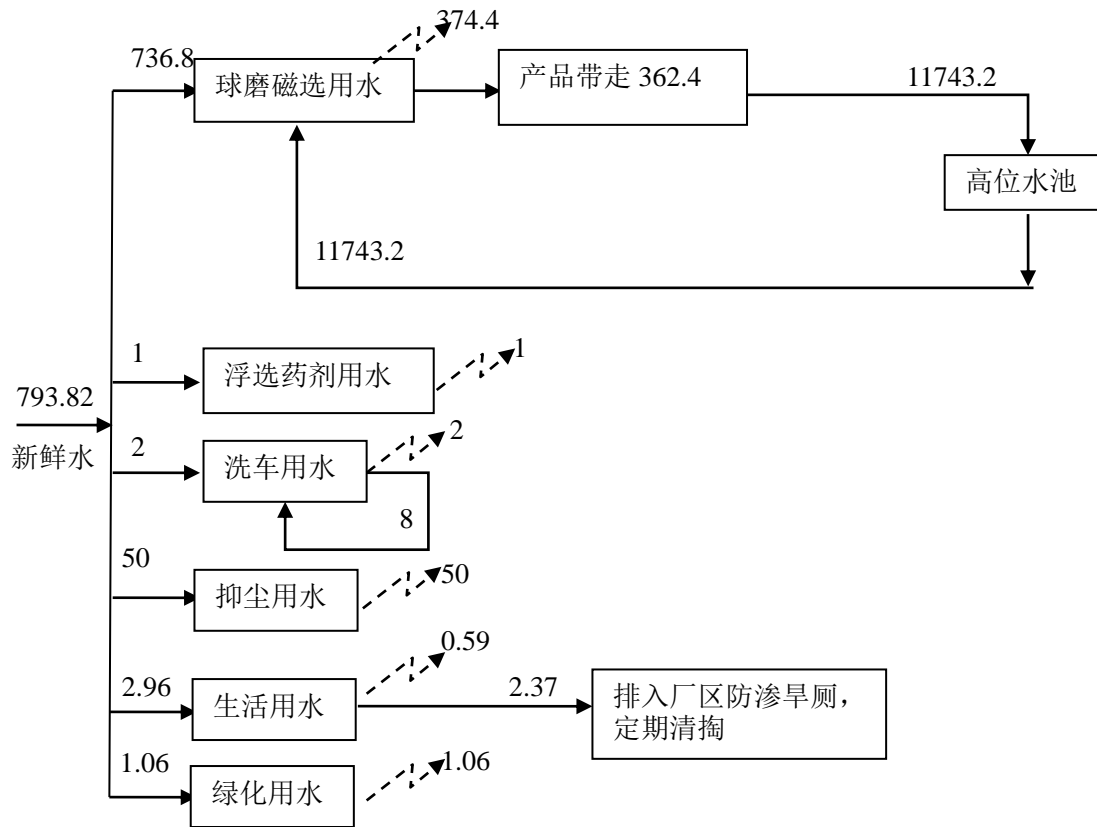 374.4
736.8
球磨磁选用水
产品带走 362.4
11743.2
高位水池
11743.2
1
浮选药剂用水
1
793.82
新鲜水
2
洗车用水
2
8
50
抑尘用水
50
2.96
生活用水
0.59
2.37
排入厂区防渗旱厕，
定期清掏
1.06
绿化用水
1.06